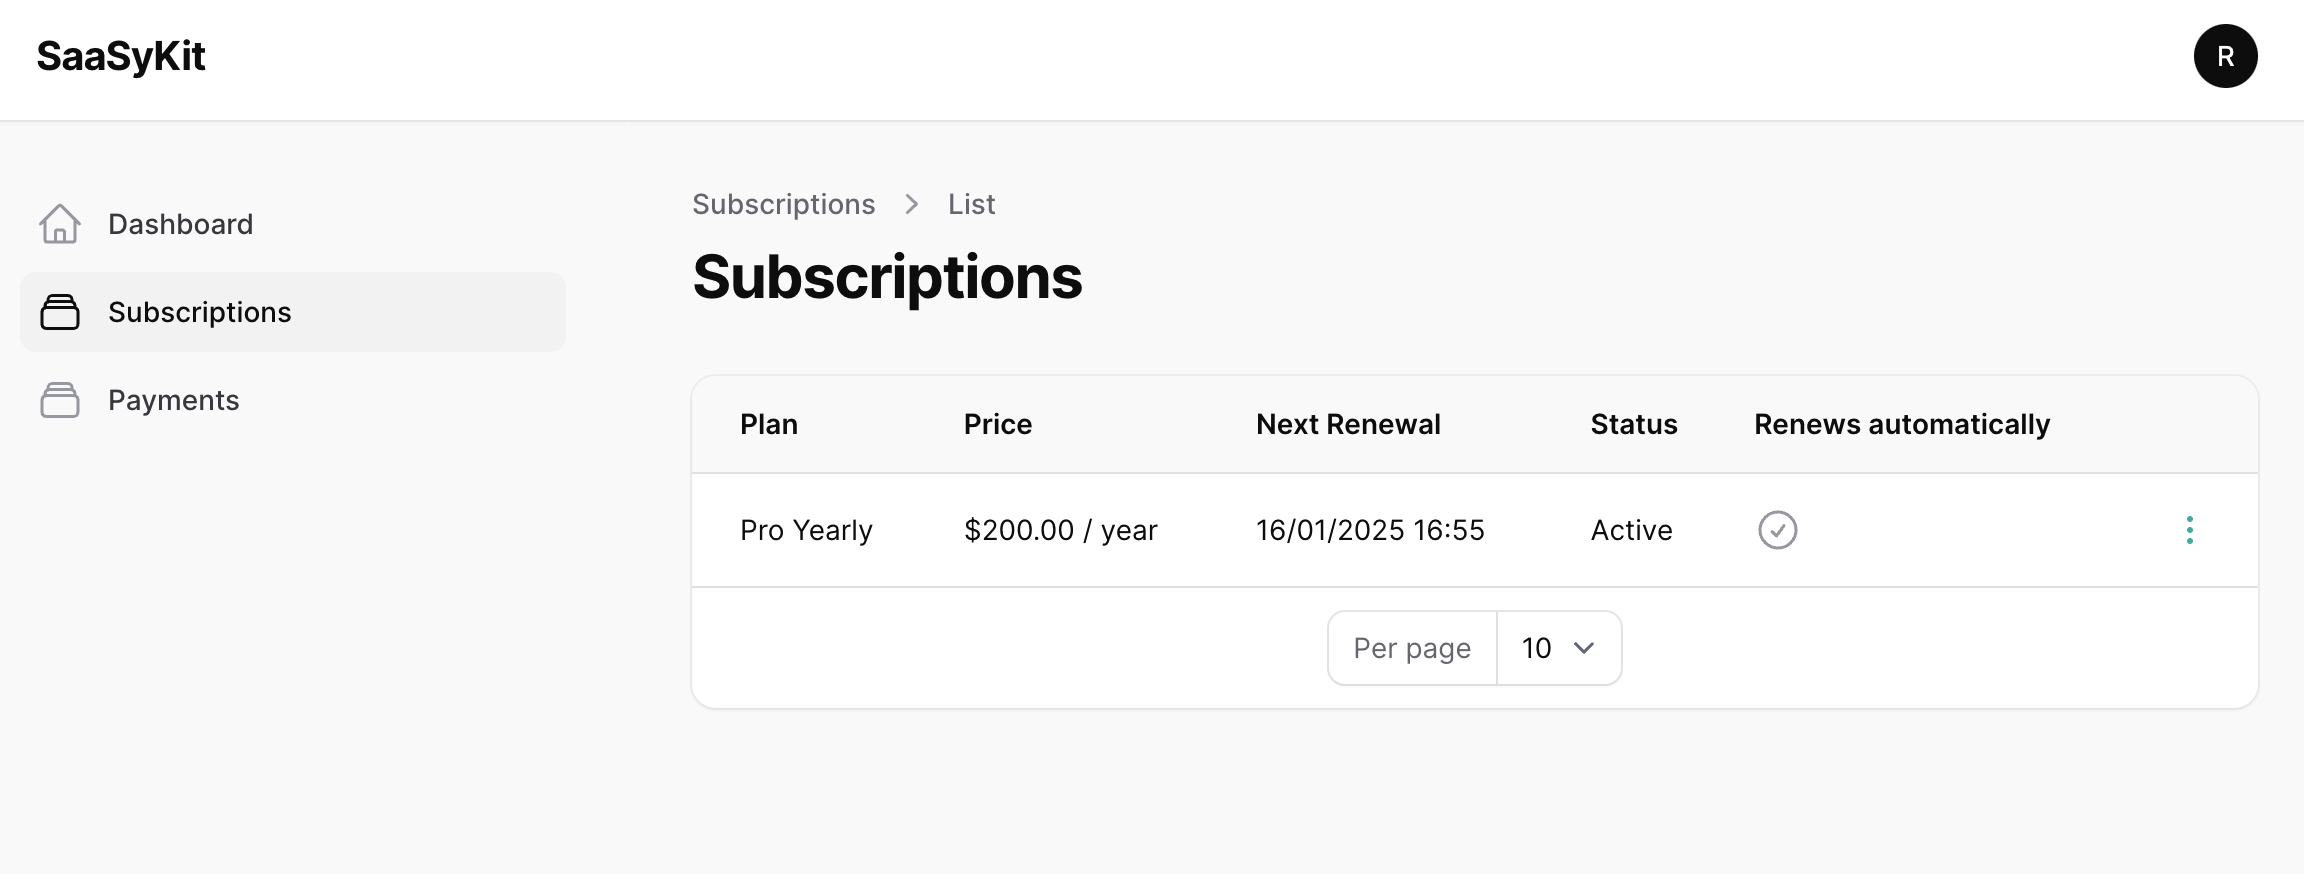 SaaSyKit
R
Dashboard
Subscriptions
Payments
Subscriptions > List
Subscriptions
Plan Price Next Renewal Status Renews automatically
Pro Yearly $200.00 / year 16/01/2025 16:55 Active
Per page 10